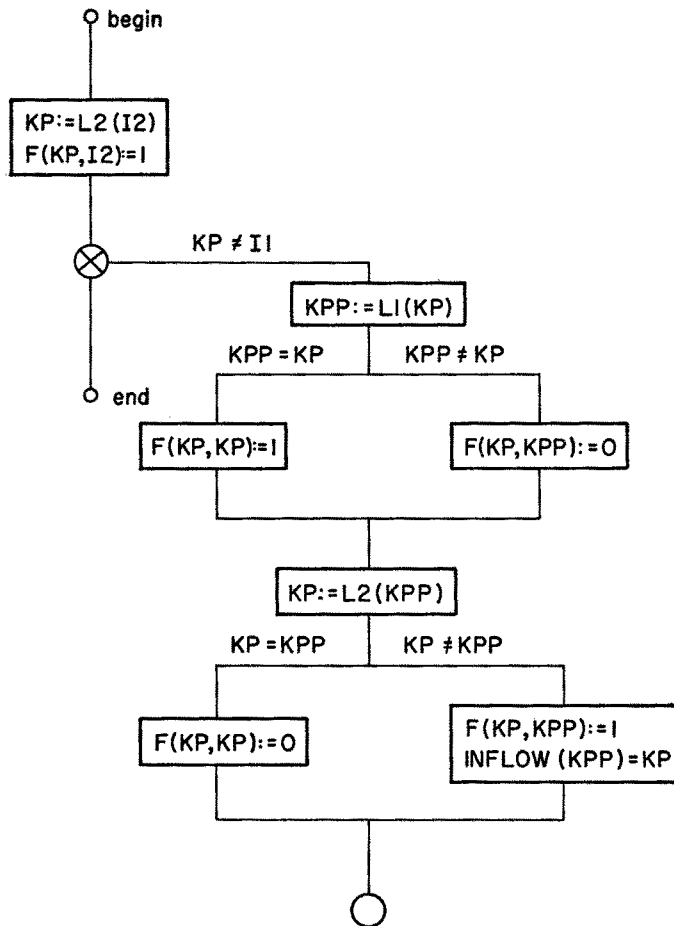 begin
KP:=L2(I2)
F(KP,I2):=1
KP ≠ I1
KPP:=L1(KP)
KPP = KP
KPP ≠ KP
end
F(KP,KP):=1
F(KP,KPP):=0
KP:=L2(KPP)
KP = KPP
KP ≠ KPP
F(KP,KP):=0
F(KP,KPP):=1
INFLOW (KPP)=KP